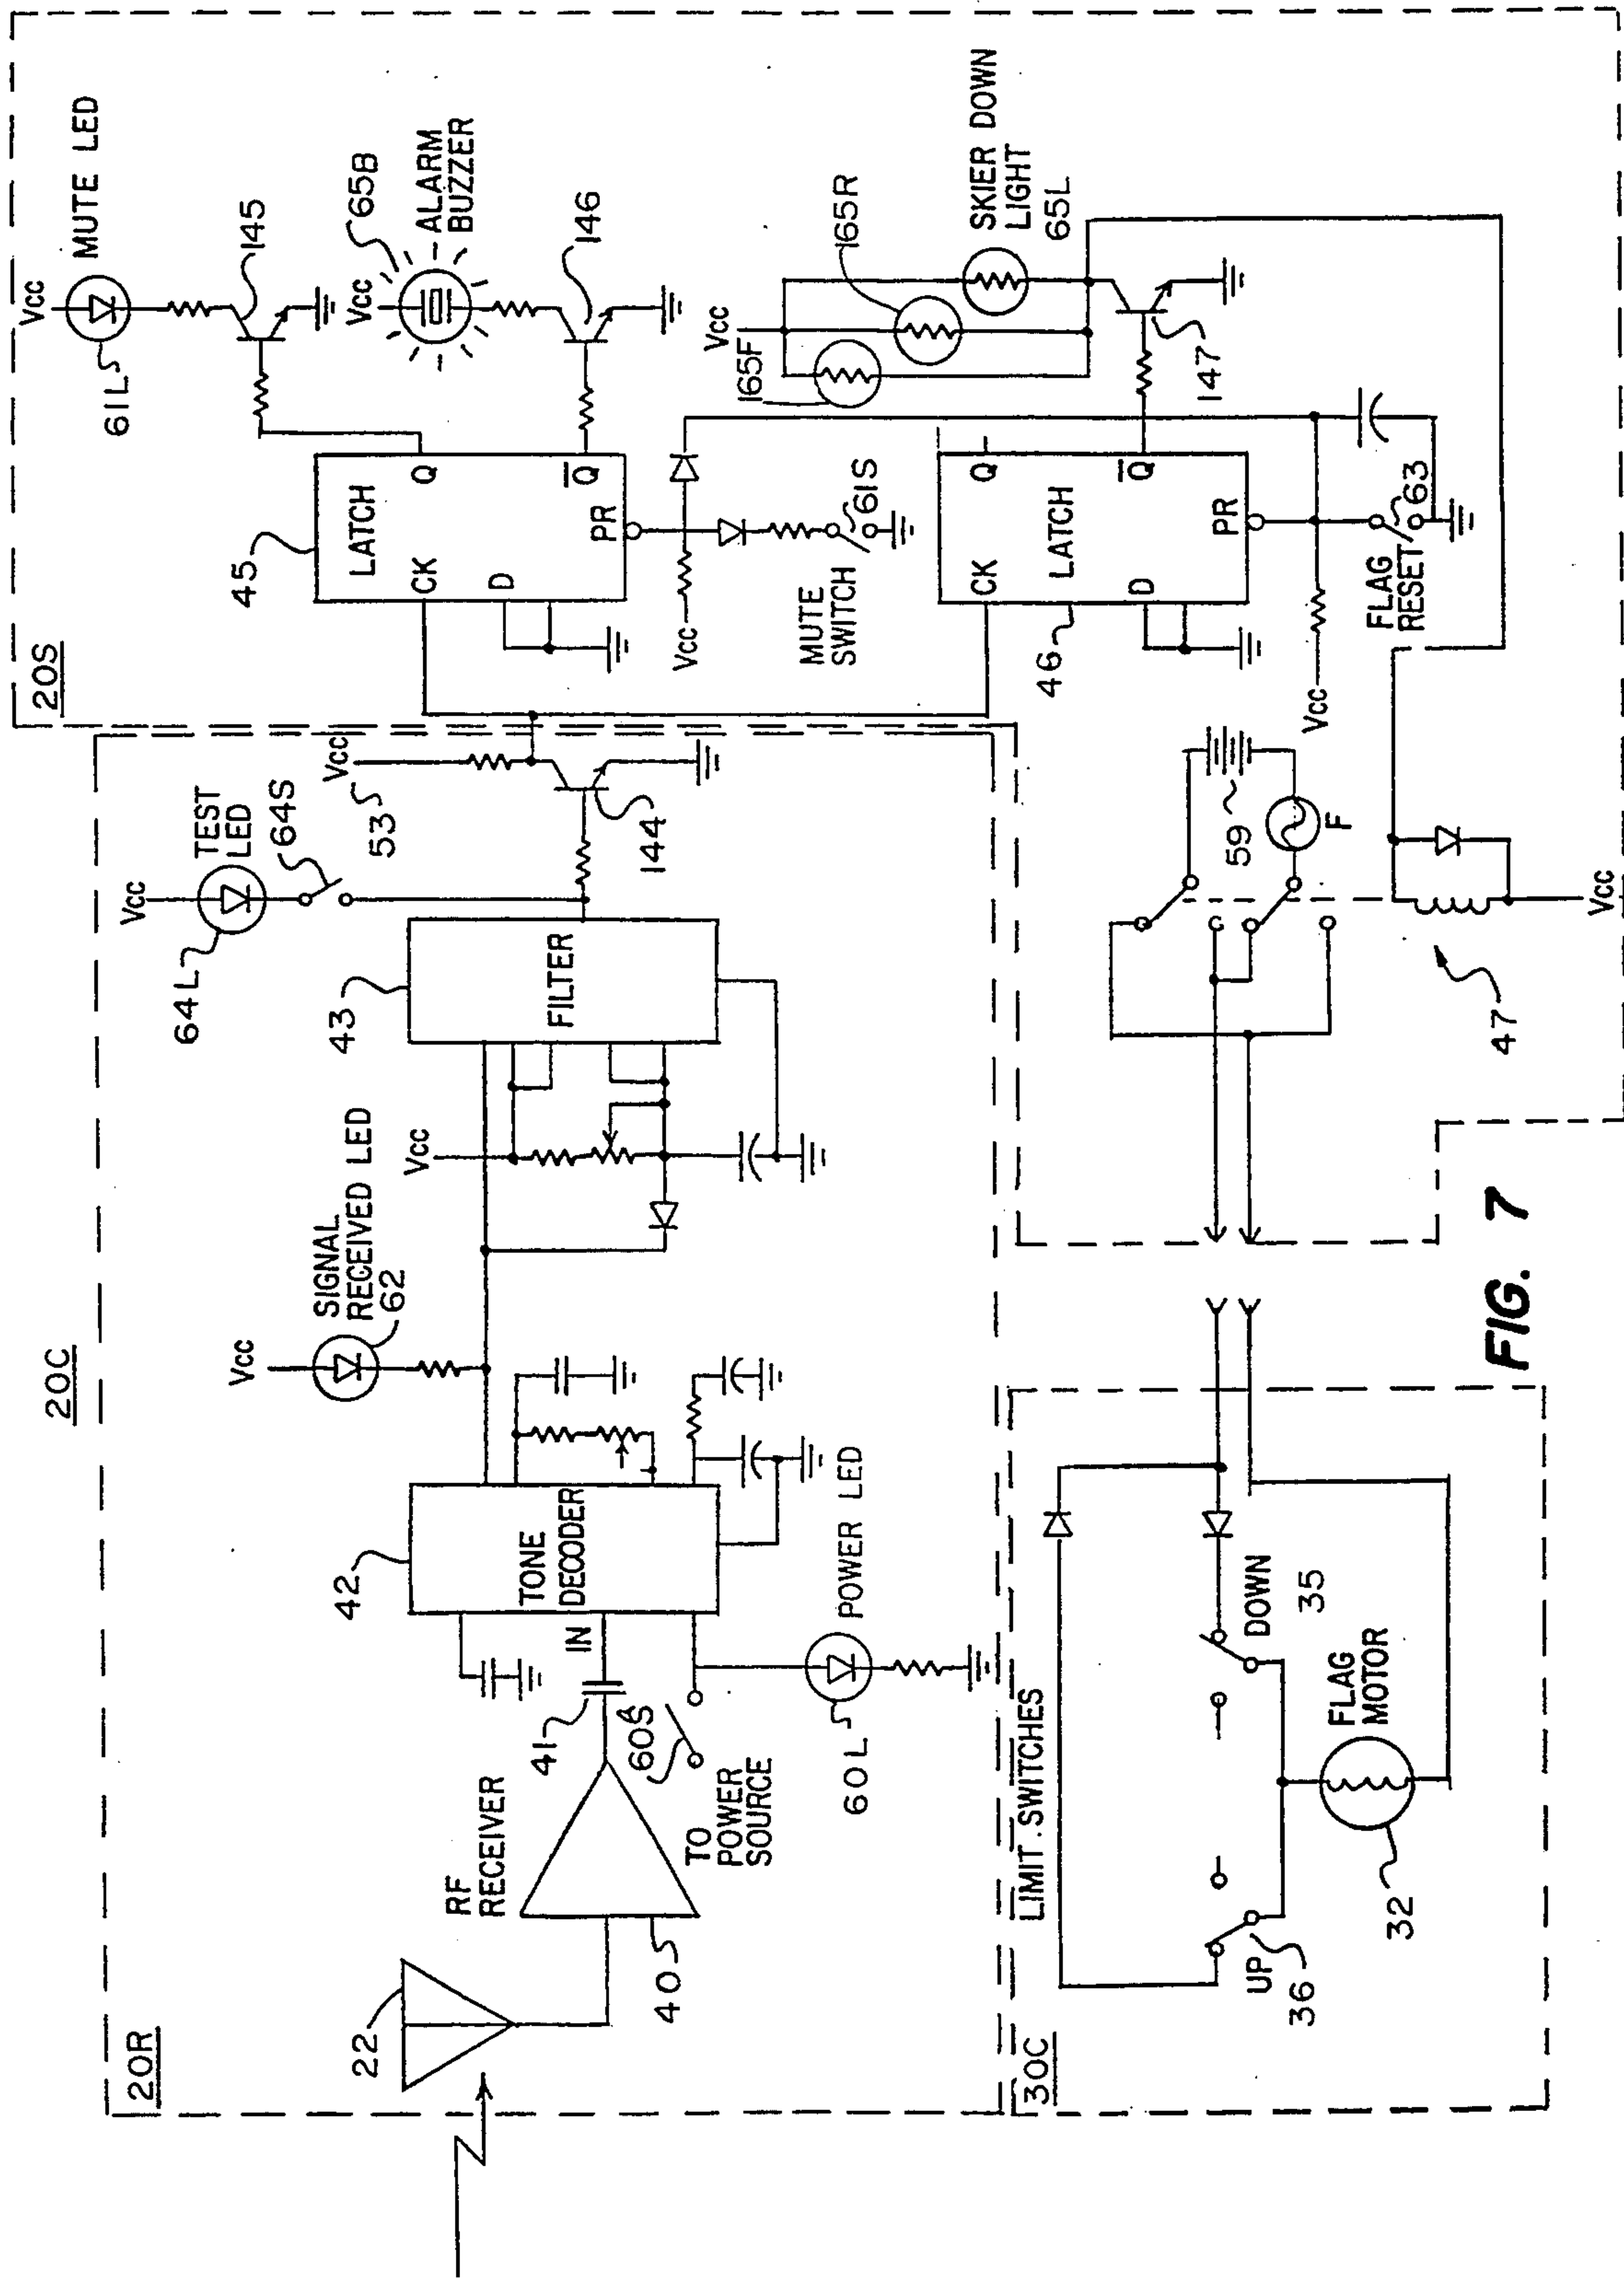 20C
20R
22
RF
RECEIVER
40
41
60S
TO
POWER
SOURCE
IN
42
TONE
DECODER
60L
POWER LED
Vcc
SIGNAL
RECEIVED LED
62
Vcc
43
FILTER
64L
Vcc
TEST
LED
64S
53
Vcc
144
20S
45
LATCH
CK
D
Q
Q
PR
Vcc
MUTE
SWITCH
61S
61L
Vcc
MUTE LED
145
Vcc
65B
ALARM
BUZZER
146
46
LATCH
CK
D
Q
Q
PR
Vcc
165F
165R
SKIER DOWN
LIGHT
65L
147
Vcc
FLAG
RESET
63
59
F
47
Vcc
30C
LIMIT SWITCHES
UP
36
DOWN
35
FLAG
MOTOR
32
FIG. 7